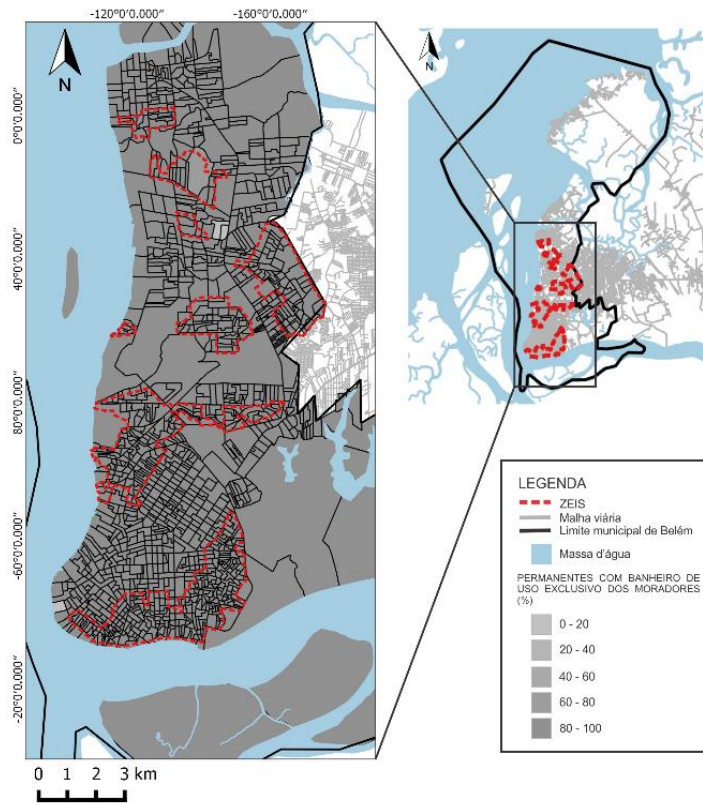 -120°0'0.000" -160°0'0.000"
N
N
0°0'0.000"
40°0'0.000"
80°0'0.000"
-60°0'0.000"
-20°0'0.000"
0 1 2 3 km
LEGENDA
ZEIS
Malha viária
Limite municipal de Belém
Massa d'água
PERMANENTES COM BANHEIRO DE
USO EXCLUSIVO DOS MORADORES
(%)
0 - 20
20 - 40
40 - 60
60 - 80
80 - 100